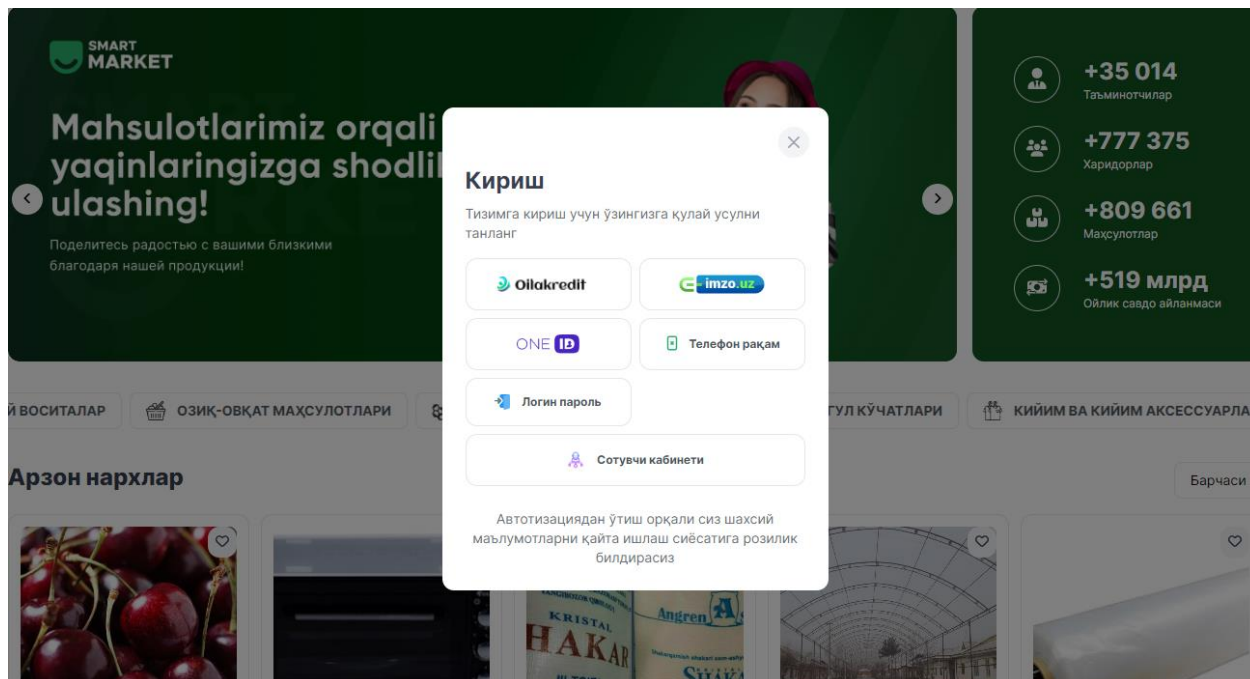 SMART
MARKET
Mahsulotlarimiz orqali
yaqinlaringizga
ulashing!
Поделитесь радостью с вашими близкими
благодаря нашей продукции!
+35 014
Таъминотчилар
+777 375
Харидорлар
+809 661
Маҳсулотлар
+519 млрд
Ойлик савдо айланмаси
Кириш
Тизимга кириш учун ўзингизга қулай усулни
танланг
Oilakredit
E-imzo.uz
ONE ID
Телефон рақам
Логин пароль
Сотувчи кабинети
Автотизациядан ўтиш орқали сиз шахсий
маълумотларни қайта ишлаш сиёсатига розилик
билдирасиз
Й ВОСИТАЛАР
ОЗИҚ-ОВҚАТ МАҲСУЛОТЛАРИ
ГУЛ КЎЧАТЛАРИ
КИЙИМ ВА КИЙИМ
Арзон нархлар
Барчаси
KRISTAL
Angren